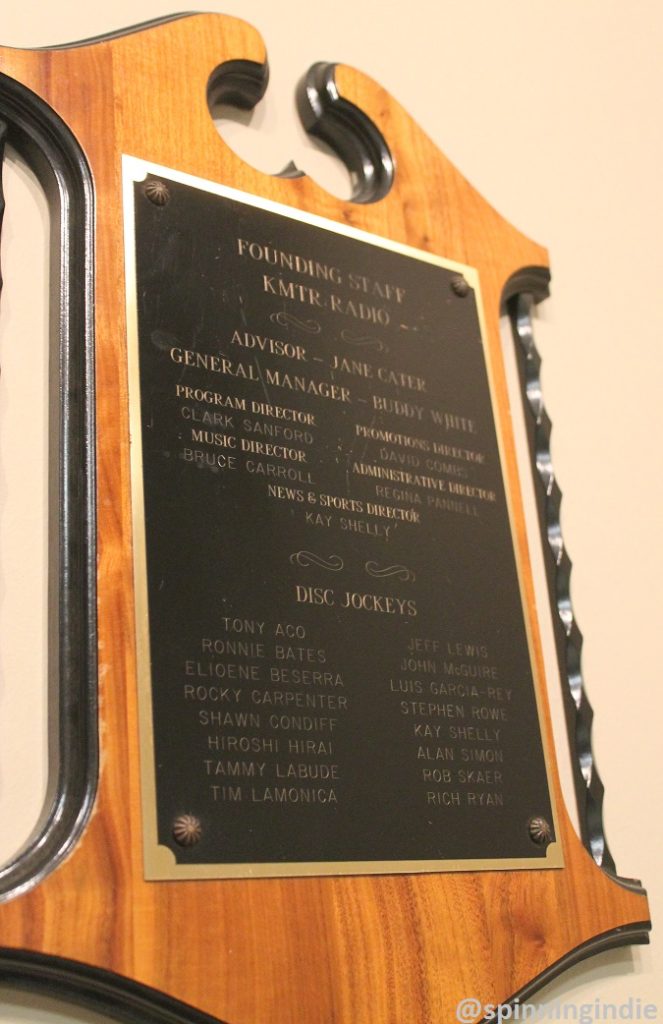 FOUNDING STAFF
KMTR RADIO
ADVISOR – JANE CATER
GENERAL MANAGER – BUDDY WHITE
PROGRAM DIRECTOR
CLARK SANFORD
MUSIC DIRECTOR
BRUCE CARROLL
PROMOTIONS DIRECTOR
DAVID COMBS
ADMINISTRATIVE DIRECTOR
REGINA PANNELL
NEWS & SPORTS DIRECTOR
KAY SHELLY
DISC JOCKEYS
TONY ACO
RONNIE BATES
ELIOENE BESERRA
ROCKY CARPENTER
SHAWN CONDIFF
HIROSHI HIRAI
TAMMY LABUDE
TIM LAMONICA
JEFF LEWIS
JOHN McGUIRE
LUIS GARCIA-REY
STEPHEN ROWE
KAY SHELLY
ALAN SIMON
ROB SKAER
RICH RYAN
@spinningindie